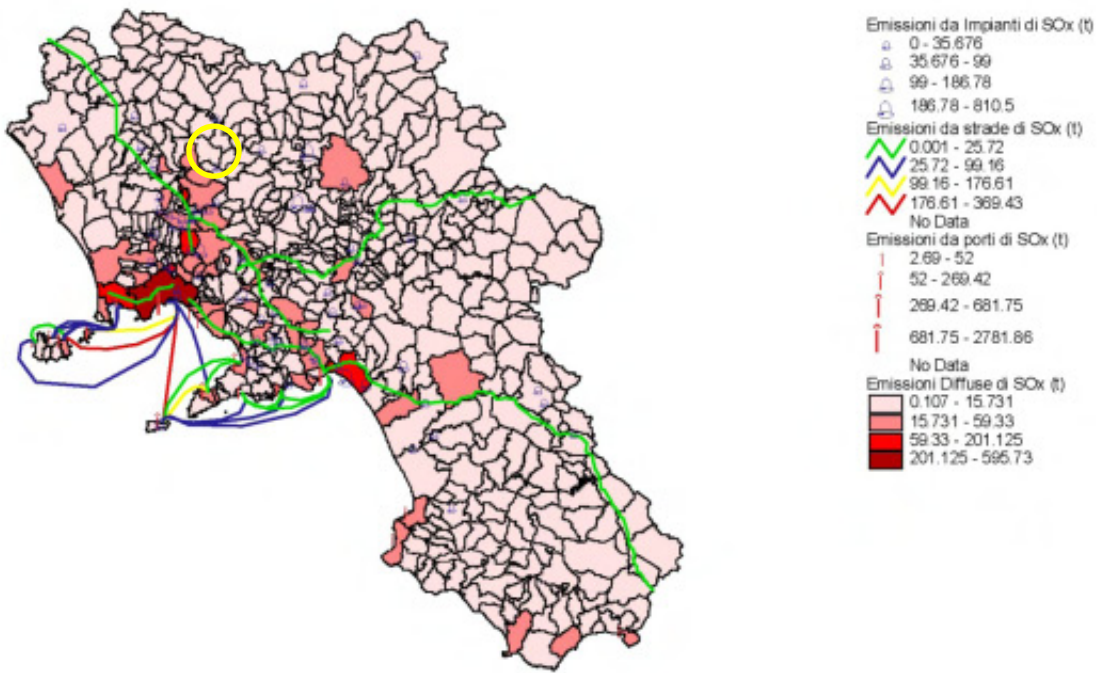 Emissioni da Impianti di SOx (t)
0 - 35.676
35.676 - 99
99 - 186.78
186.78 - 810.5
Emissioni da strade di SOx (t)
0.001 - 25.72
25.72 - 99.16
99.16 - 176.61
176.61 - 369.43
No Data
Emissioni da porti di SOx (t)
2.69 - 52
52 - 269.42
269.42 - 681.75
681.75 - 2781.86
No Data
Emissioni Diffuse di SOx (t)
0.107 - 15.731
15.731 - 59.33
59.33 - 201.125
201.125 - 595.73